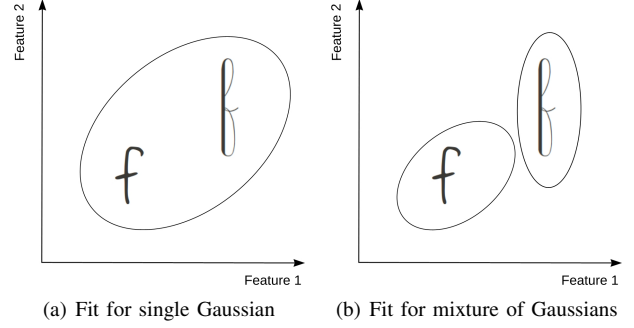 Feature 2
f
f
Feature 1
(a) Fit for single Gaussian
Feature 2
f
f
Feature 1
(b) Fit for mixture of Gaussians